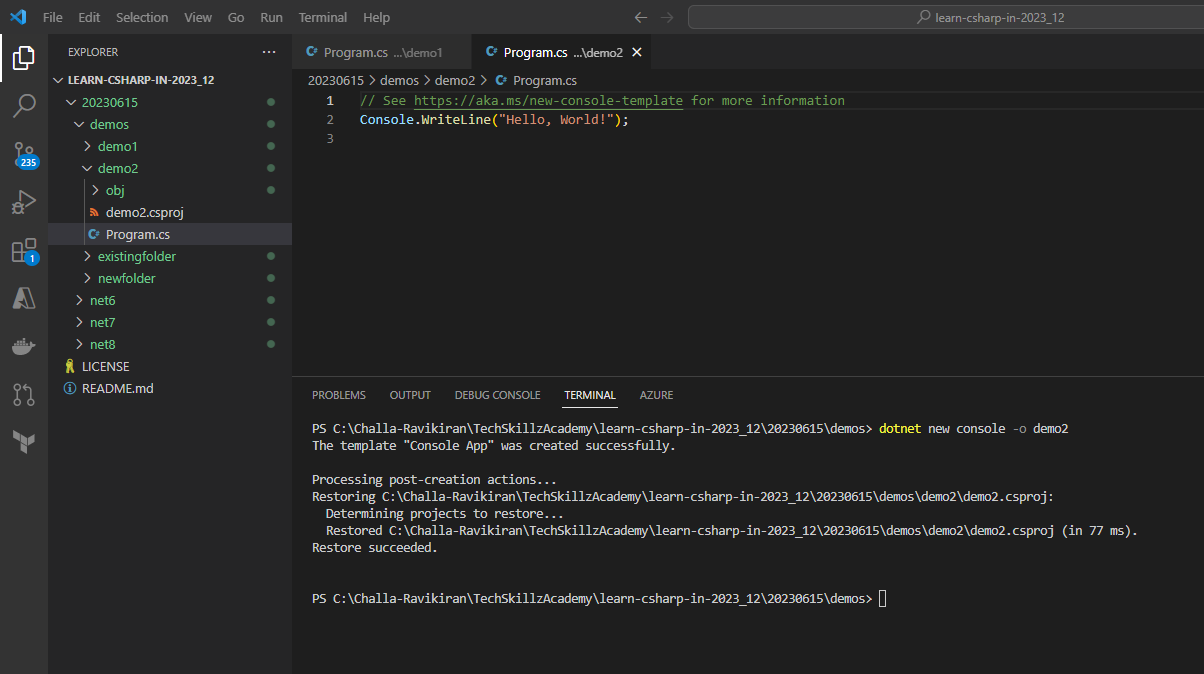 File Edit Selection View Go Run Terminal Help
learn-csharp-in-2023_12
EXPLORER
LEARN-CSHARP-IN-2023_12
20230615
demos
demo1
demo2
obj
demo2.csproj
Program.cs
existingfolder
newfolder
net6
net7
net8
LICENSE
README.md
235
1
Program.cs ...\demo1
Program.cs ...\demo2
20230615 > demos > demo2 > Program.cs
1 // See https://aka.ms/new-console-template for more information
2 Console.WriteLine("Hello, World!");
3
PROBLEMS OUTPUT DEBUG CONSOLE TERMINAL AZURE
PS C:\Challa-Ravikiran\TechSkillzAcademy\learn-csharp-in-2023_12\20230615\demos> dotnet new console -o demo2
The template "Console App" was created successfully.
Processing post-creation actions...
Restoring C:\Challa-Ravikiran\TechSkillzAcademy\learn-csharp-in-2023_12\20230615\demos\demo2\demo2.csproj:
Determining projects to restore...
Restored C:\Challa-Ravikiran\TechSkillzAcademy\learn-csharp-in-2023_12\20230615\demos\demo2\demo2.csproj (in 77 ms).
Restore succeeded.
PS C:\Challa-Ravikiran\TechSkillzAcademy\learn-csharp-in-2023_12\20230615\demos>